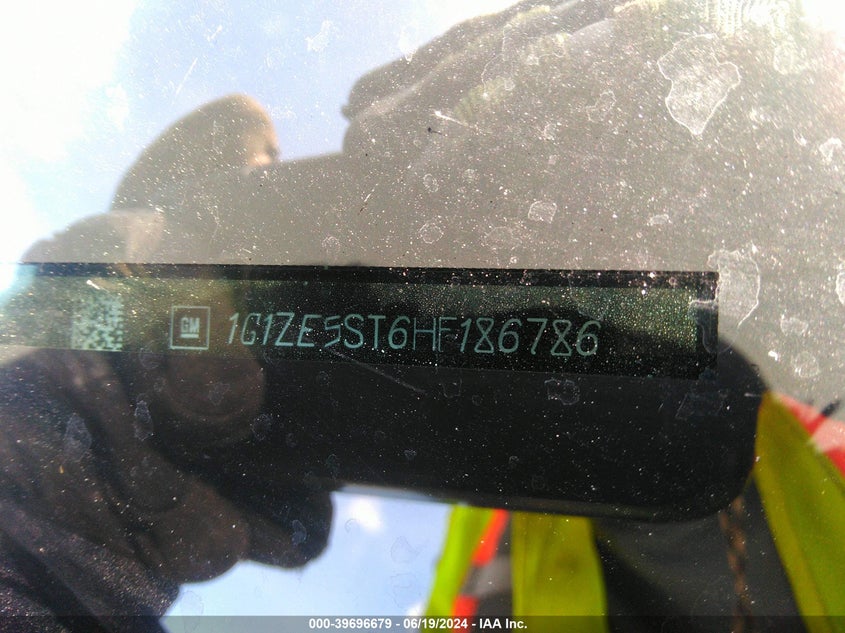 GM 1G1ZE5ST6HF186786
000-39696679 - 06/19/2024 - IAA Inc.